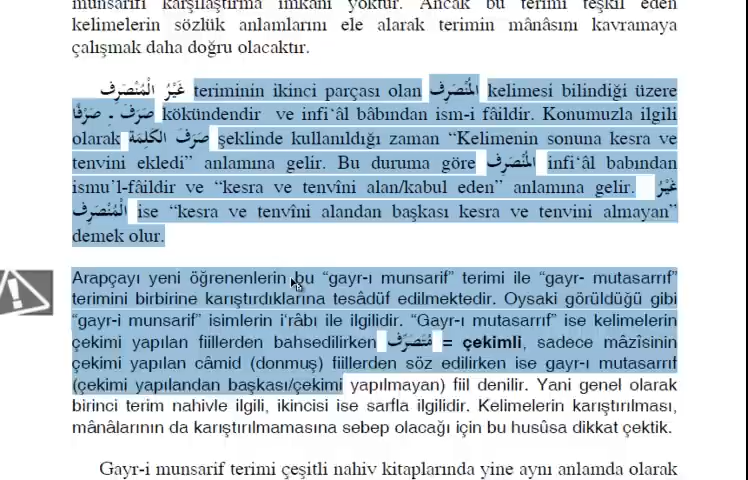 munsarifi karşılaştırma imkânı yoktur. Ancak bu terimi teşkil eden
kelimelerin sözlük anlamlarını ele alarak terimin mânâsını kavramaya
çalışmak daha doğru olacaktır.
غَيْرُ الْمُنْصَرِفِ teriminin ikinci parçası olan الْمُنْصَرِفِ kelimesi bilindiği üzere
صَرَفَ ـِ صَرْفًا kökündendir ve infi‘âl bâbından ism-i fâildir. Konumuzla ilgili
olarak صَرَفَ الكَلِمَةَ şeklinde kullanıldığı zaman “Kelimenin sonuna kesra ve
tenvini ekledi” anlamına gelir. Bu duruma göre الْمُنْصَرِفِ infi‘âl babından
ismu’l-fâildir ve “kesra ve tenvîni alan/kabul eden” anlamına gelir. غَيْرُ
الْمُنْصَرِفِ ise “kesra ve tenvîni alandan başkası kesra ve tenvini almayan”
demek olur.
Arapçayı yeni öğrenenlerin bu “gayr-ı munsarif” terimi ile “gayr- mutasarrıf”
terimini birbirine karıştırdıklarına tesâdüf edilmektedir. Oysaki görüldüğü gibi
“gayr-i munsarif” isimlerin i’râbı ile ilgilidir. “Gayr-ı mutasarrıf” ise kelimelerin
çekimi yapılan fiillerden bahsedilirken مُتَصَرِّف = çekimli, sadece mâzîsinin
çekimi yapılan câmid (donmuş) fiillerden söz edilirken ise gayr-ı mutasarrıf
(çekimi yapılandan başkası/çekimi yapılmayan) fiil denilir. Yani genel olarak
birinci terim nahivle ilgili, ikincisi ise sarfla ilgilidir. Kelimelerin karıştırılması,
mânâlarının da karıştırılmamasına sebep olacağı için bu husûsa dikkat çektik.
Gayr-i munsarif terimi çeşitli nahiv kitaplarında yine aynı anlamda olarak